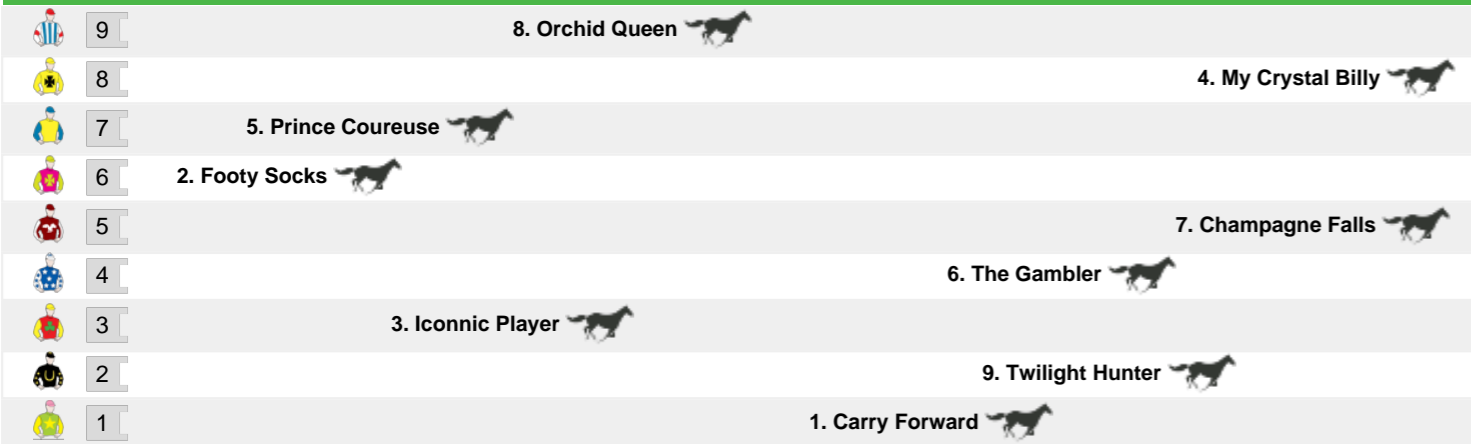 9 8. Orchid Queen
8 4. My Crystal Billy
7 5. Prince Coureuse
6 2. Footy Socks
5 7. Champagne Falls
4 6. The Gambler
3 3. Iconnic Player
2 9. Twilight Hunter
1 1. Carry Forward